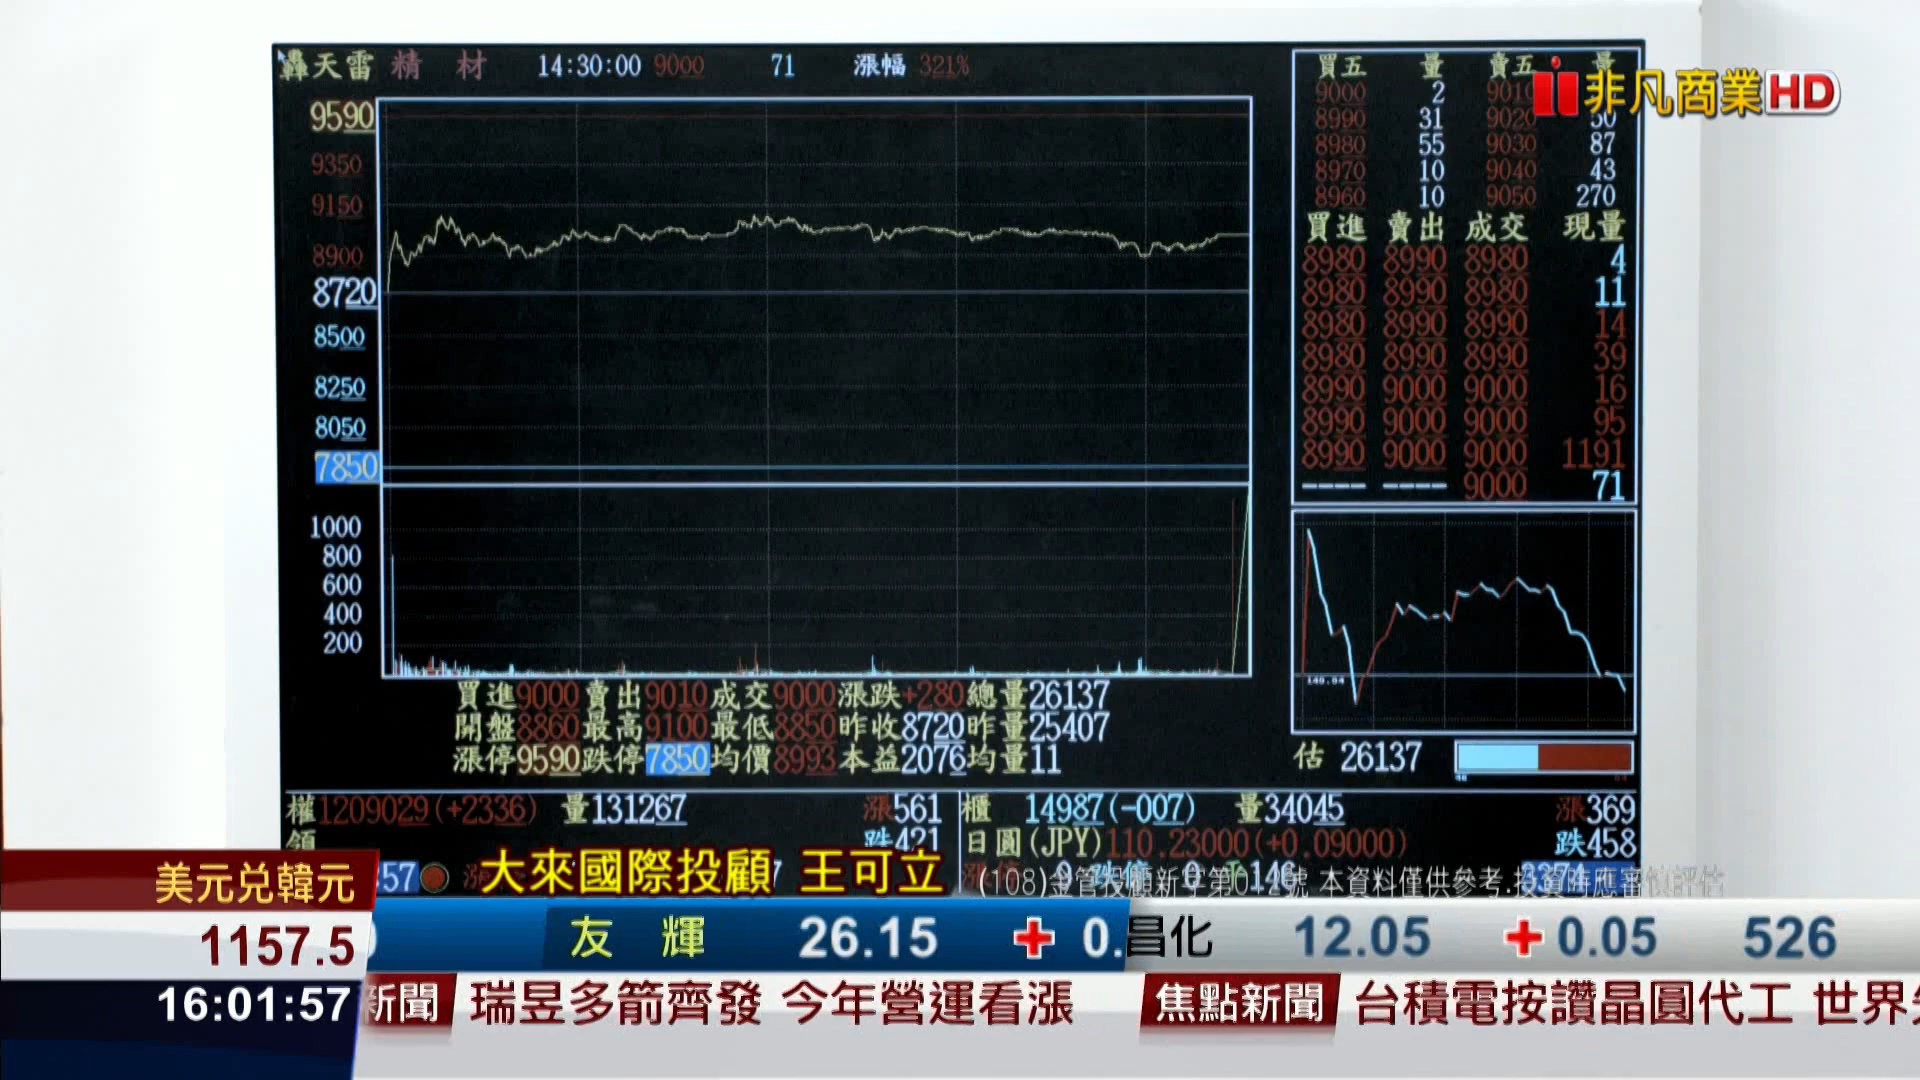 轟天雷 精 材 14:30:00 9000 71 漲幅 321%
買五 量 賣五 量
9000 2
8990 31 9020 50
8980 55 9030 87
8970 10 9040 43
8960 10 9050 270
非凡商業HD
9590
9350
9150
8900
8720
8500
8250
8050
7850
1000
800
600
400
200
買進 賣出 成交 現量
8980 8990 8980 4
8980 8990 8980 11
8980 8990 8990 14
8980 8990 8990 39
8990 9000 9000 16
8990 9000 9000 95
8990 9000 9000 1191
---- ---- 9000 71
買進9000賣出9010成交9000漲跌+280總量26137
開盤8860最高9100最低8850昨收8720昨量25407
漲停9590跌停7850均價8993本益2076均量11
估 26137
權1209029(+2336) 量131267 漲561
跌421
櫃 14987(-007) 量34045 漲369
日圓(JPY)110.23000(+0.09000) 跌458
大來國際投顧 王可立
本資料僅供參考.投資時應審慎評估
美元兌韓元
1157.5
16:01:57
友 輝 26.15 + 0.
昌化 12.05 + 0.05 526
新聞 瑞昱多箭齊發 今年營運看漲 焦點新聞 台積電按讚晶圓代工 世界